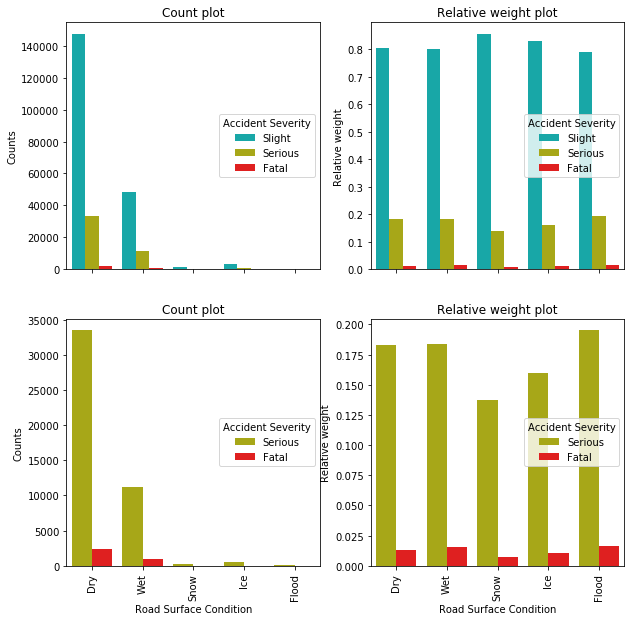 Count plot
Counts
140000
120000
100000
80000
60000
40000
20000
0
Accident Severity
Slight
Serious
Fatal
Relative weight plot
Relative weight
0.8
0.7
0.6
0.5
0.4
0.3
0.2
0.1
0.0
Accident Severity
Slight
Serious
Fatal
Count plot
Counts
35000
30000
25000
20000
15000
10000
5000
0
Accident Severity
Serious
Fatal
Dry
Wet
Snow
Ice
Flood
Road Surface Condition
Relative weight plot
Relative weight
0.200
0.175
0.150
0.125
0.100
0.075
0.050
0.025
0.000
Accident Severity
Serious
Fatal
Dry
Wet
Snow
Ice
Flood
Road Surface Condition